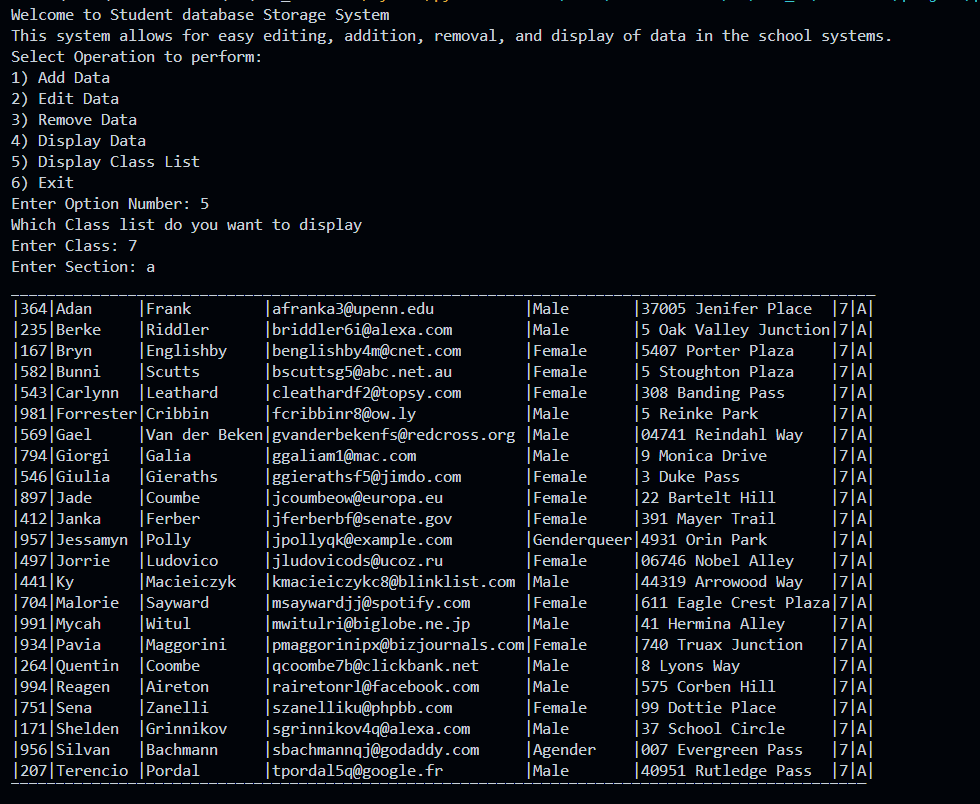 Welcome to Student database Storage System
This system allows for easy editing, addition, removal, and display of data in the school systems.
Select Operation to perform:
1) Add Data
2) Edit Data
3) Remove Data
4) Display Data
5) Display Class List
6) Exit
Enter Option Number: 5
Which Class list do you want to display
Enter Class: 7
Enter Section: a
|364|Adan     |Frank        |afranka3@upenn.edu          |Male       |37005 Jenifer Place  |7|A|
|235|Berke    |Riddler      |briddler6i@alexa.com        |Male       |5 Oak Valley Junction|7|A|
|167|Bryn     |Englishby    |benglishby4m@cnet.com       |Female     |5407 Porter Plaza    |7|A|
|582|Bunni    |Scutts       |bscuttsg5@abc.net.au        |Female     |5 Stoughton Plaza    |7|A|
|543|Carlynn  |Leathard     |cleathardf2@topsy.com       |Female     |308 Banding Pass     |7|A|
|981|Forrester|Cribbin      |fcribbinr8@ow.ly            |Male       |5 Reinke Park        |7|A|
|569|Gael     |Van der Beken|gvanderbekenfs@redcross.org |Male       |04741 Reindahl Way   |7|A|
|794|Giorgi   |Galia        |ggaliam1@mac.com            |Male       |9 Monica Drive       |7|A|
|546|Giulia   |Gieraths     |ggierathsf5@jimdo.com       |Female     |3 Duke Pass          |7|A|
|897|Jade     |Coumbe       |jcoumbeow@europa.eu         |Female     |22 Bartelt Hill      |7|A|
|412|Janka    |Ferber       |jferberbf@senate.gov        |Female     |391 Mayer Trail      |7|A|
|957|Jessamyn |Polly        |jpollyqk@example.com        |Genderqueer|4931 Orin Park       |7|A|
|497|Jorrie   |Ludovico     |jludovicods@ucoz.ru         |Female     |06746 Nobel Alley    |7|A|
|441|Ky       |Macieiczyk   |kmacieiczykc8@blinklist.com |Male       |44319 Arrowood Way   |7|A|
|704|Malorie  |Sayward      |msaywardjj@spotify.com      |Female     |611 Eagle Crest Plaza|7|A|
|991|Mycah    |Witul        |mwitulri@biglobe.ne.jp      |Male       |41 Hermina Alley     |7|A|
|934|Pavia    |Maggorini    |pmaggorinipx@bizjournals.com|Female     |740 Truax Junction   |7|A|
|264|Quentin  |Coombe       |qcoombe7b@clickbank.net     |Male       |8 Lyons Way          |7|A|
|994|Reagen   |Aireton      |rairetonrl@facebook.com     |Male       |575 Corben Hill      |7|A|
|751|Sena     |Zanelli      |szanelliku@phpbb.com        |Female     |99 Dottie Place      |7|A|
|171|Shelden  |Grinnikov    |sgrinnikov4q@alexa.com      |Male       |37 School Circle     |7|A|
|956|Silvan   |Bachmann     |sbachmannqj@godaddy.com     |Agender    |007 Evergreen Pass   |7|A|
|207|Terencio |Pordal       |tpordal5q@google.fr         |Male       |40951 Rutledge Pass  |7|A|